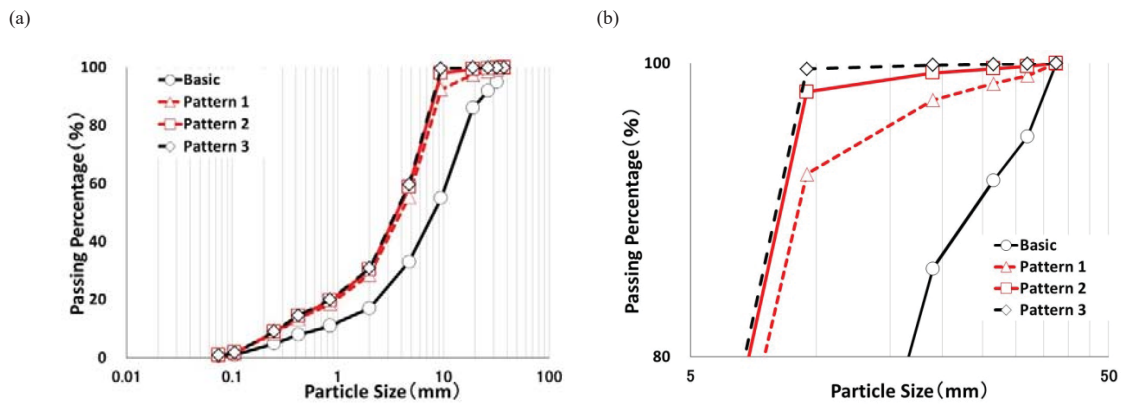 (a)
(b)
Passing Percentage (%)
100
80
60
40
20
0
Basic
Pattern 1
Pattern 2
Pattern 3
0.01
0.1
1
10
100
Particle Size(mm)
Passing Percentage(%)
100
80
Basic
Pattern 1
Pattern 2
Pattern 3
5
50
Particle Size(mm)